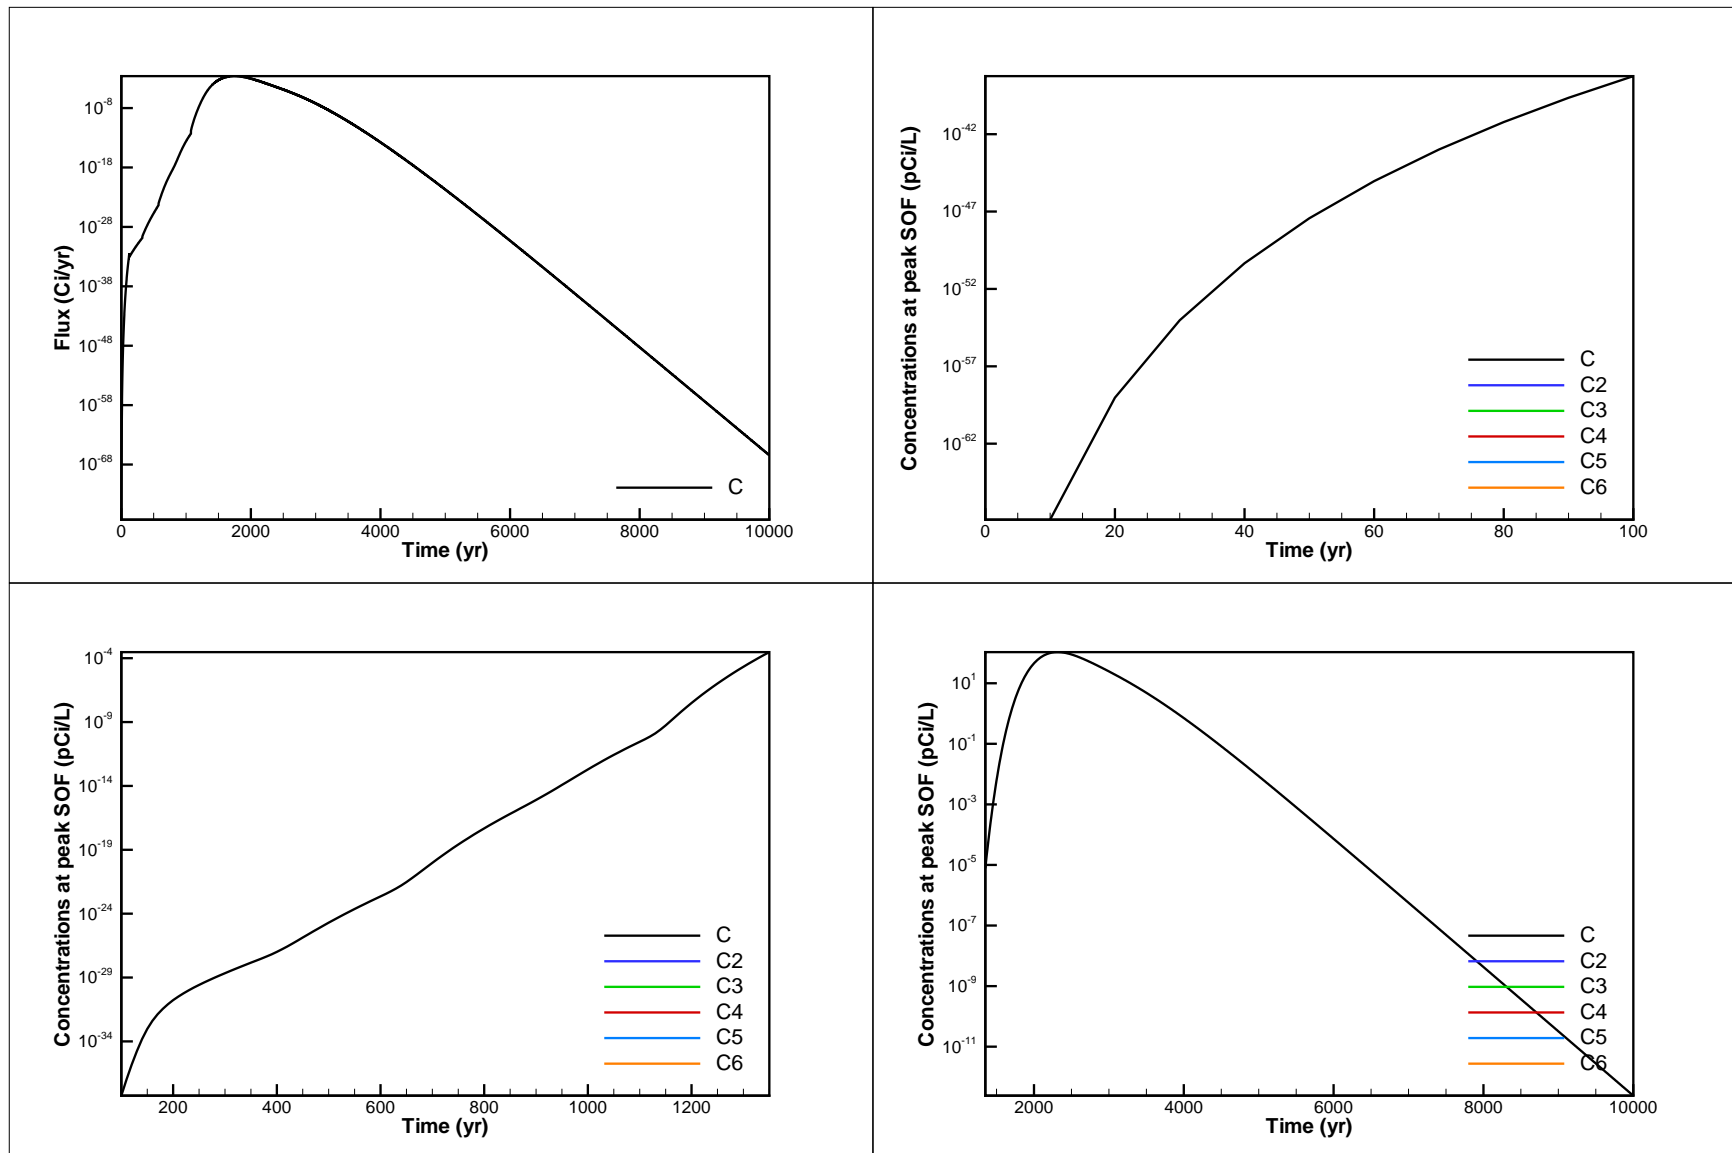 Flux (Ci/yr)
10^-8
10^-18
10^-28
10^-38
10^-48
10^-58
10^-68
0 2000 4000 6000 8000 10000
Time (yr)
C
Concentrations at peak SOF (pCi/L)
10^-42
10^-47
10^-52
10^-57
10^-62
0 20 40 60 80 100
Time (yr)
C
C2
C3
C4
C5
C6
Concentrations at peak SOF (pCi/L)
10^-4
10^-9
10^-14
10^-19
10^-24
10^-29
10^-34
200 400 600 800 1000 1200
Time (yr)
C
C2
C3
C4
C5
C6
Concentrations at peak SOF (pCi/L)
10^1
10^-1
10^-3
10^-5
10^-7
10^-9
10^-11
2000 4000 6000 8000 10000
Time (yr)
C
C2
C3
C4
C5
C6